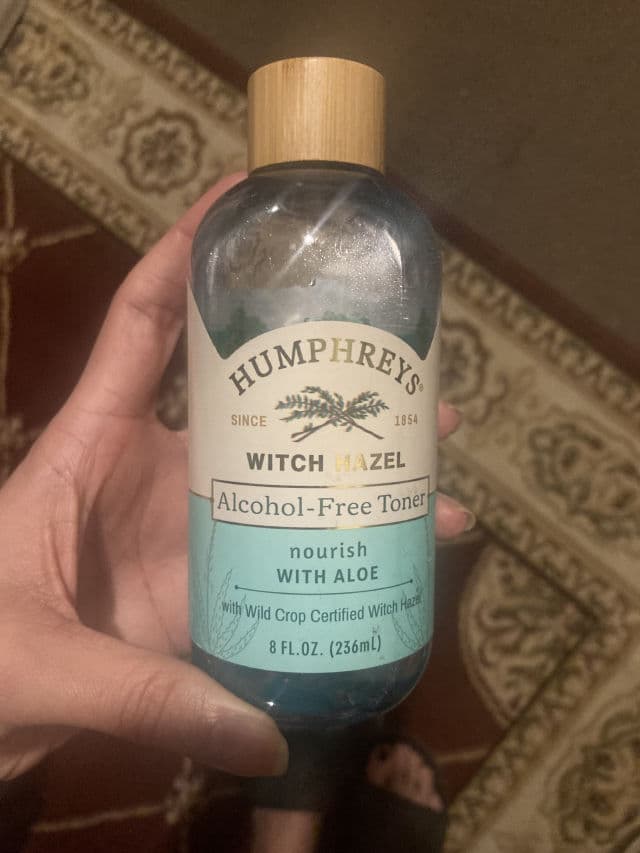 HUMPHREYS®
SINCE 1854
WITCH HAZEL
Alcohol-Free Toner
nourish
WITH ALOE
with Wild Crop Certified Witch Hazel
8 FL.OZ. (236mL)